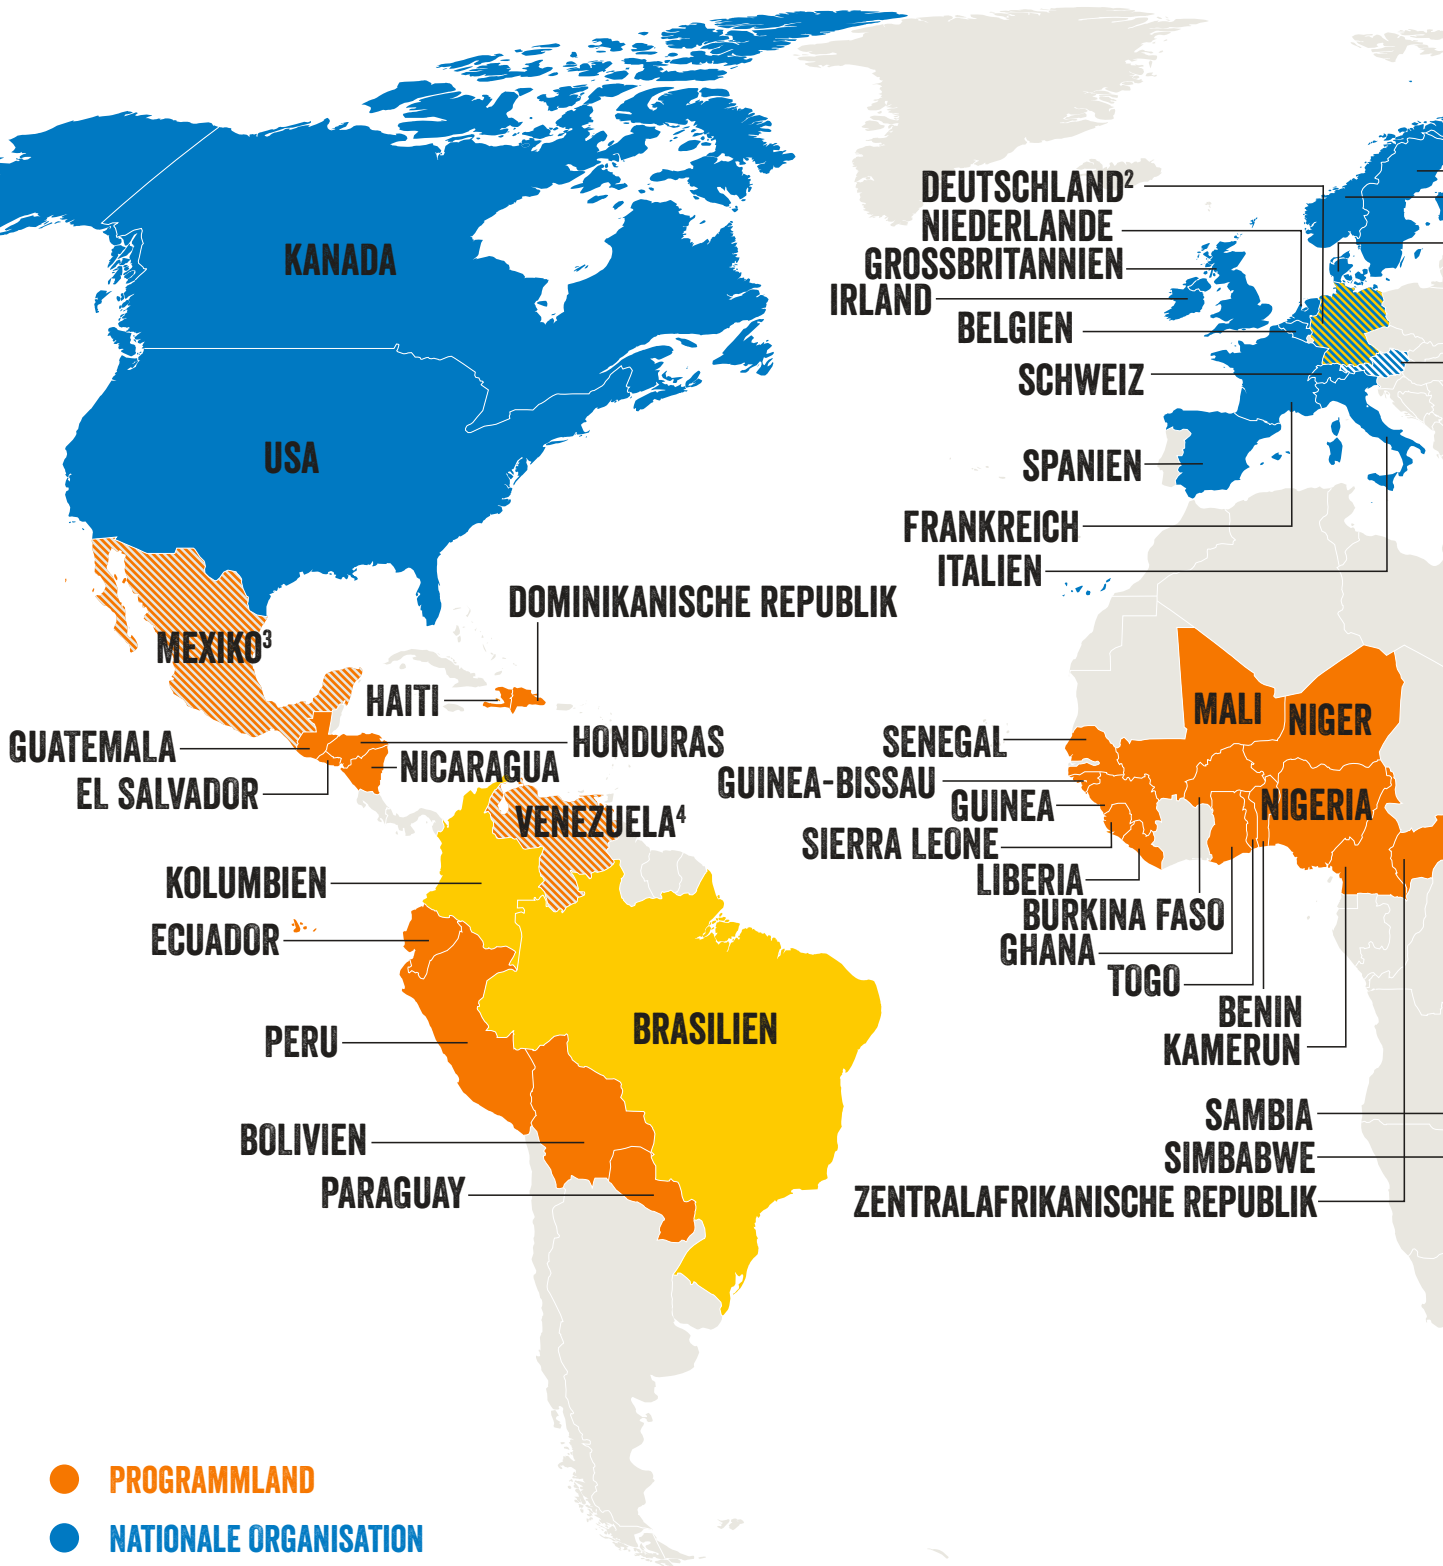 KANADA
USA
MEXIKO³
DOMINIKANISCHE REPUBLIK
HAITI
GUATEMALA
HONDURAS
NICARAGUA
EL SALVADOR
VENEZUELA⁴
KOLUMBIEN
ECUADOR
PERU
BRASILIEN
BOLIVIEN
PARAGUAY
DEUTSCHLAND²
NIEDERLANDE
GROSSBRITANNIEN
IRLAND
BELGIEN
SCHWEIZ
SPANIEN
FRANKREICH
ITALIEN
MALI
NIGER
SENEGAL
GUINEA-BISSAU
GUINEA
NIGERIA
SIERRA LEONE
LIBERIA
BURKINA FASO
GHANA
TOGO
BENIN
KAMERUN
SAMBIA
SIMBABWE
ZENTRALAFRIKANISCHE REPUBLIK
PROGRAMMLAND
NATIONALE ORGANISATION